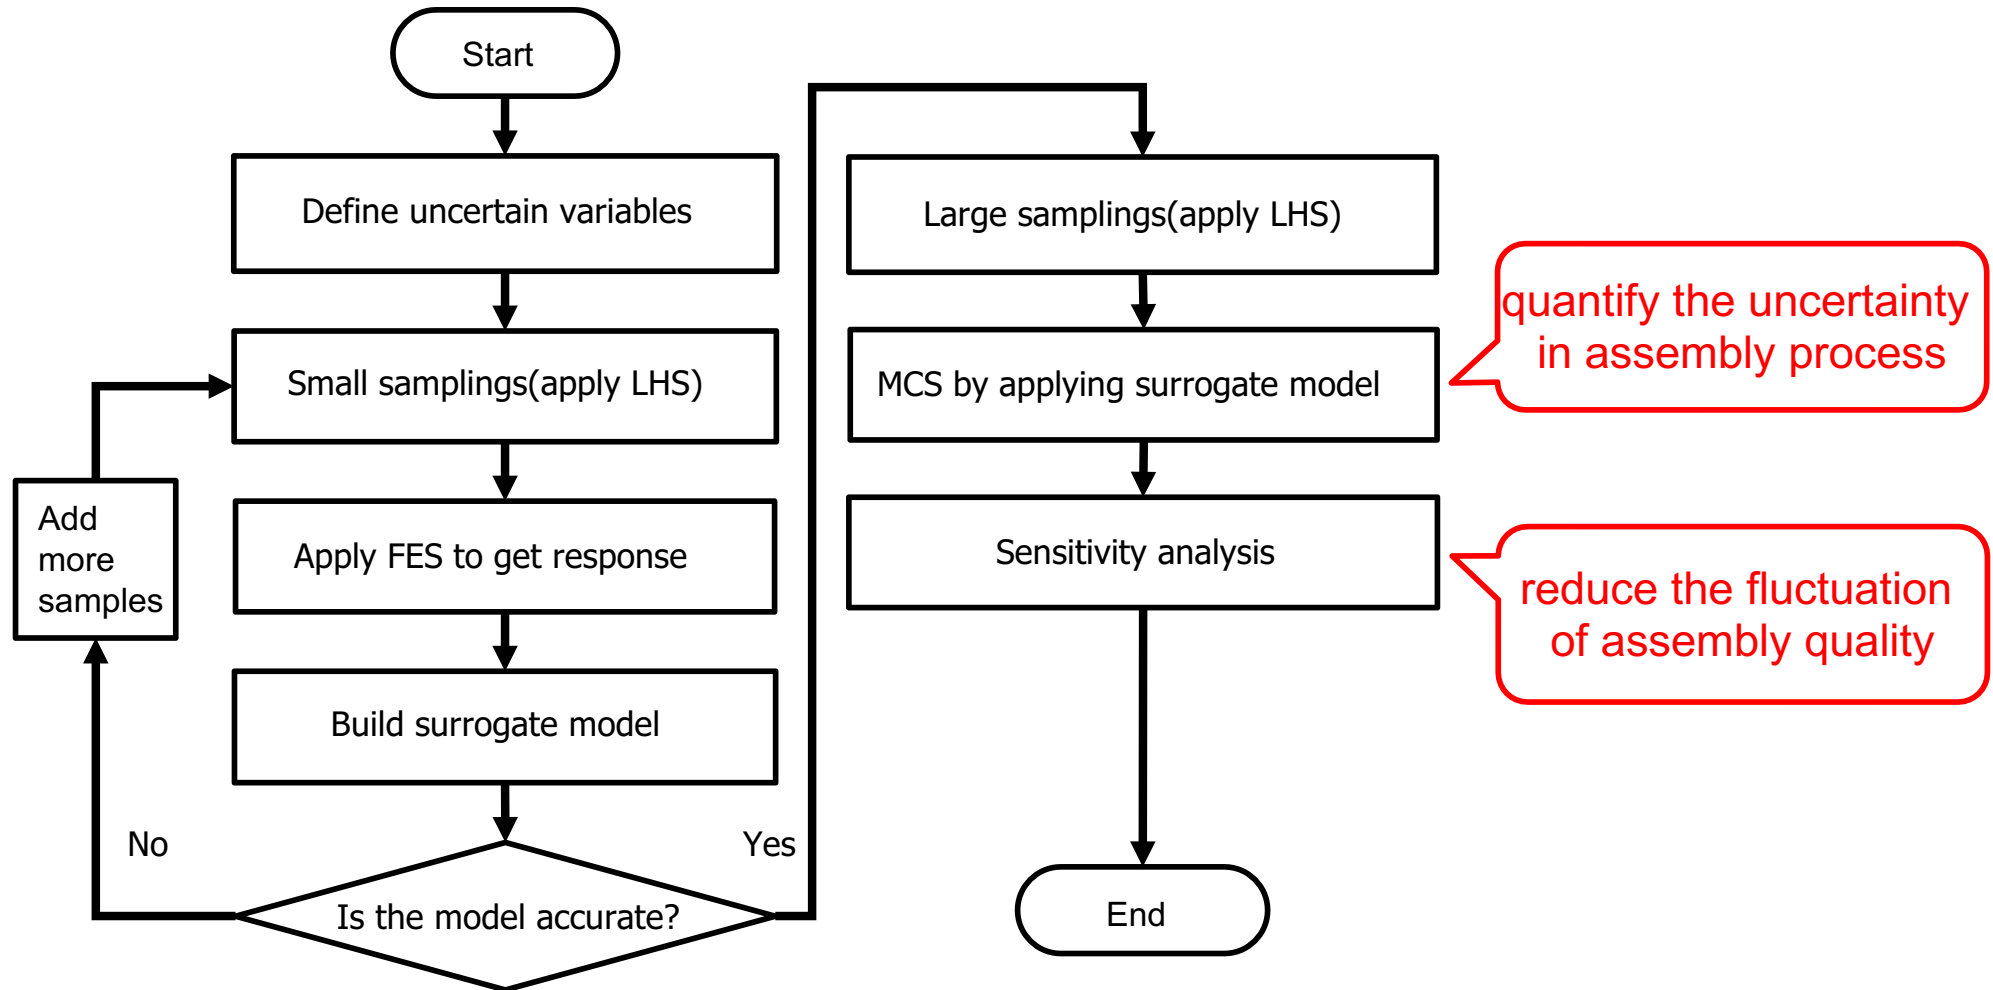 Start
Define uncertain variables
Small samplings(apply LHS)
Add
more
samples
Apply FES to get response
Build surrogate model
No
Yes
Is the model accurate?
Large samplings(apply LHS)
quantify the uncertainty
in assembly process
MCS by applying surrogate model
Sensitivity analysis
reduce the fluctuation
of assembly quality
End